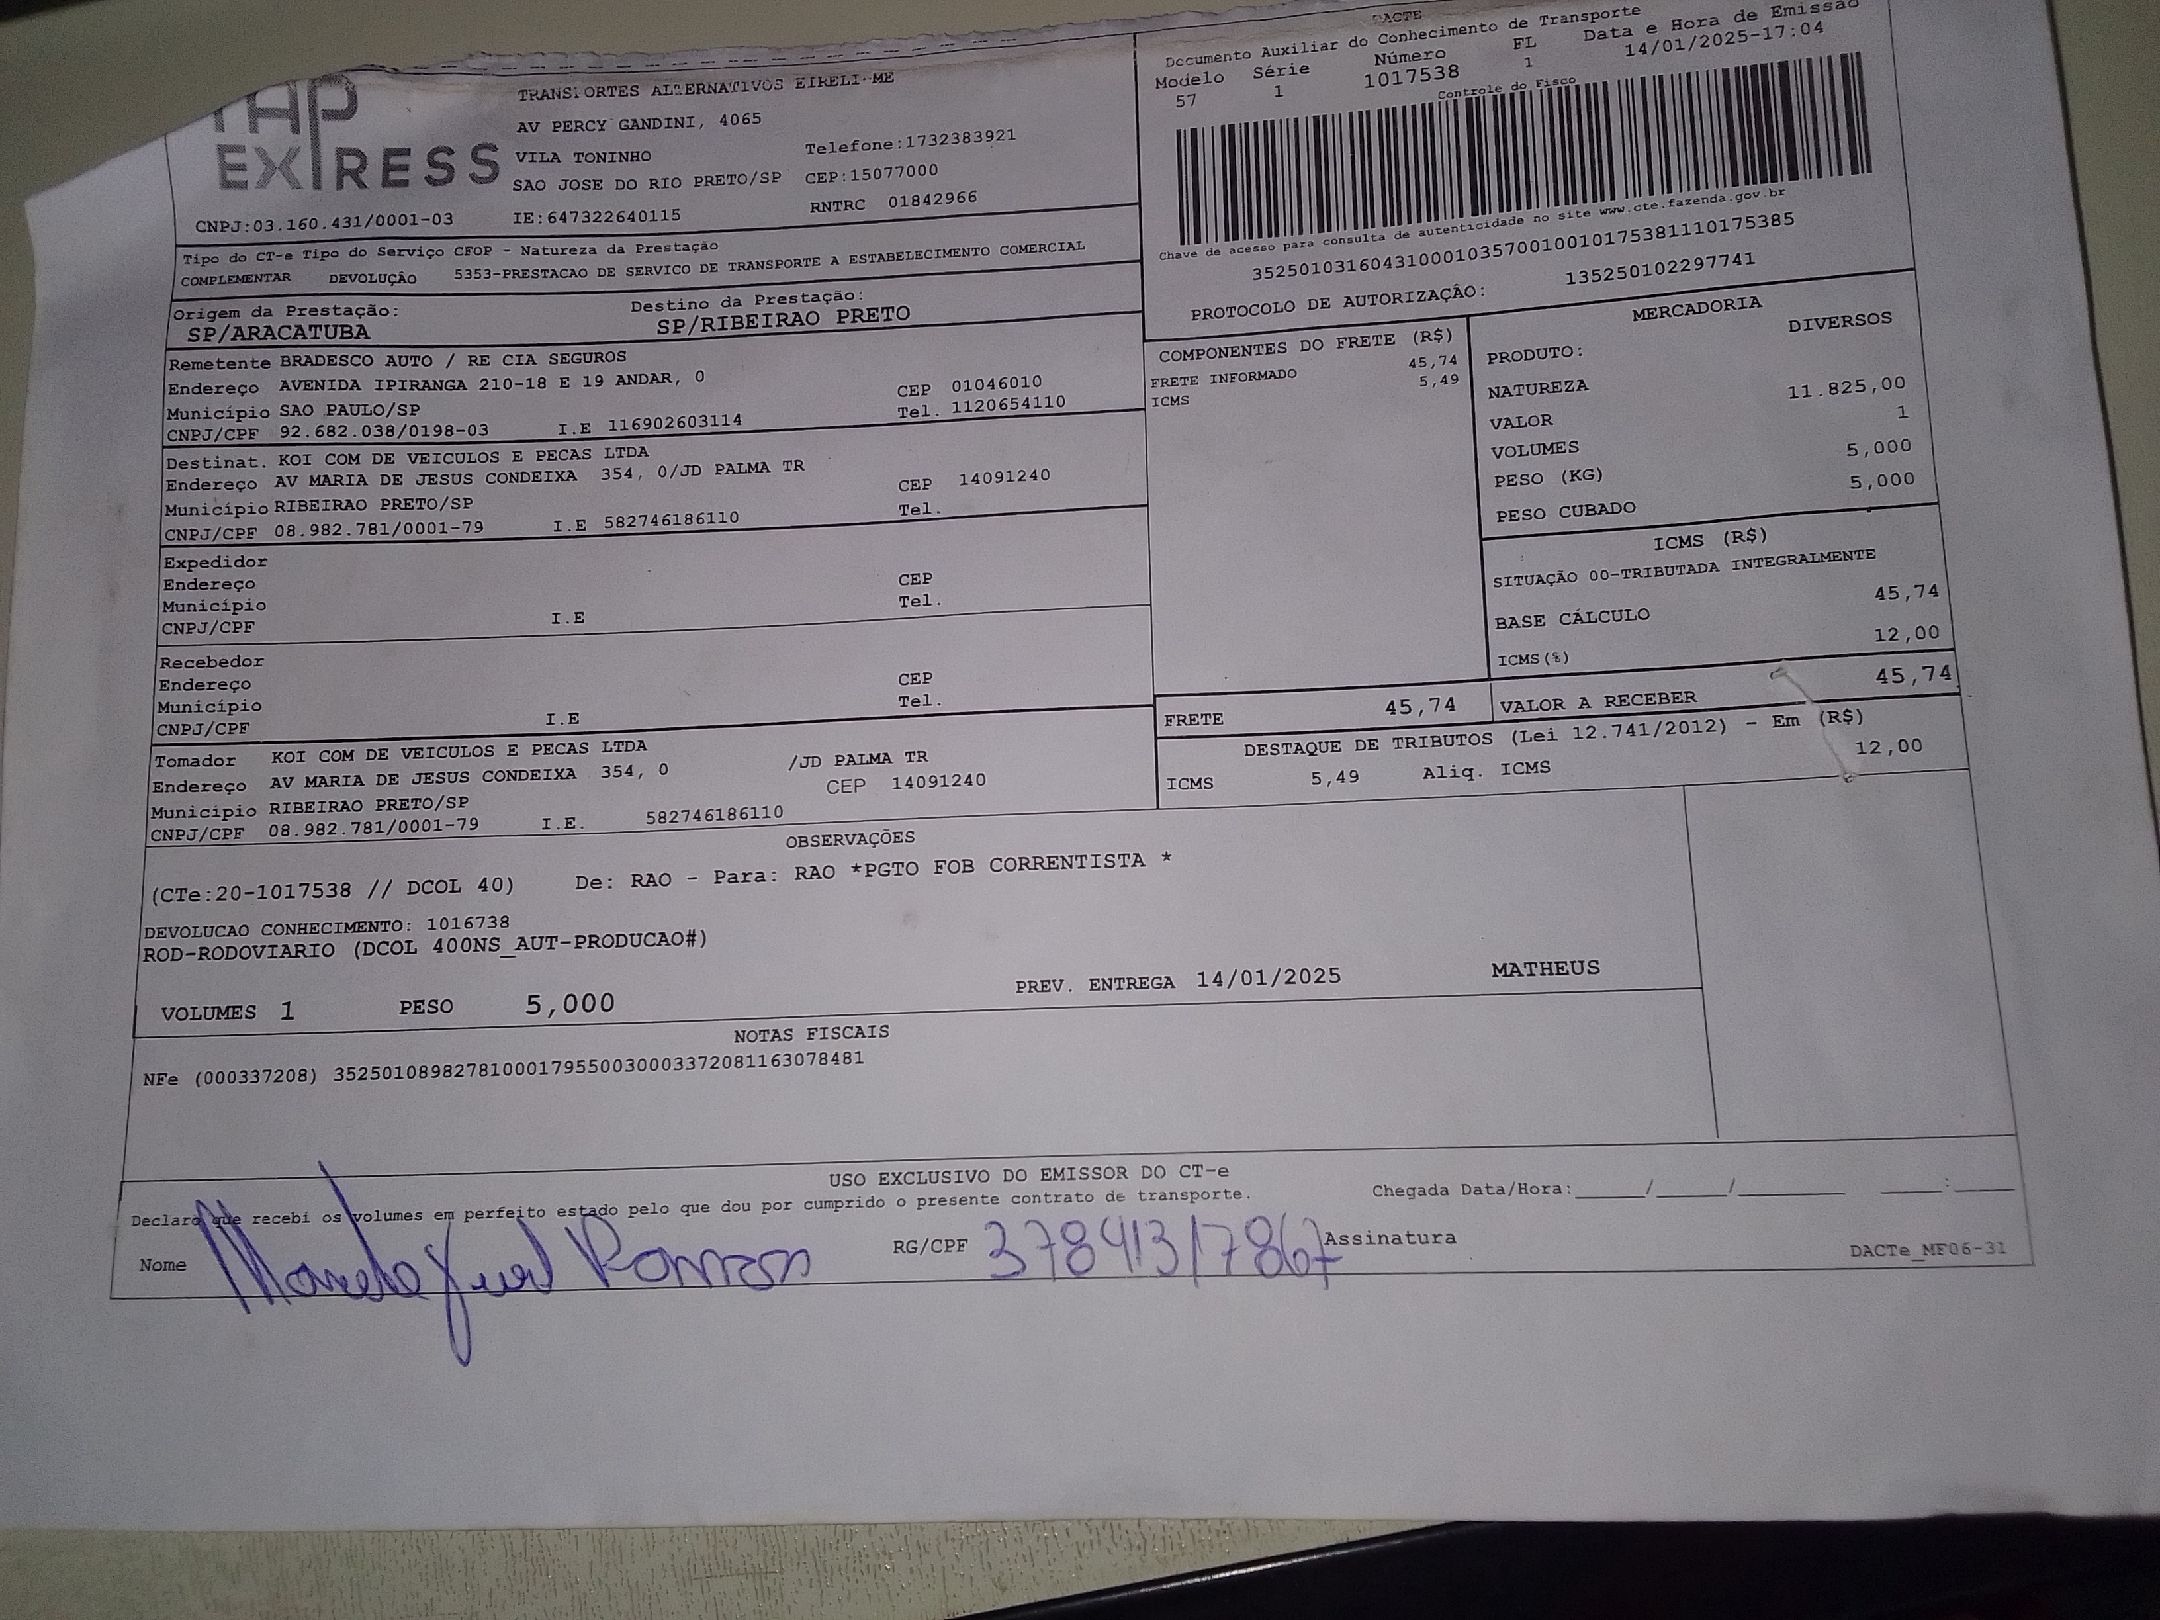 TAP
EXPRESS
TRANSPORTES ALTERNATIVOS EIRELI-ME
AV PERCY GANDINI, 4065
VILA TONINHO Telefone:1732383921
SAO JOSE DO RIO PRETO/SP CEP:15077000
CNPJ:03.160.431/0001-03 IE:647322640115 RNTRC 01842966
DACTE
Documento Auxiliar do Conhecimento de Transporte
Modelo Série Número FL Data e Hora de Emissão
57 1 1017538 1 14/01/2025-17:04
Controle do Fisco
Chave de acesso para consulta de autenticidade no site www.cte.fazenda.gov.br
35250103160431000103570010010175381110175385
PROTOCOLO DE AUTORIZAÇÃO: 135250102297741
Tipo do CT-e Tipo do Serviço CFOP - Natureza da Prestação
COMPLEMENTAR DEVOLUÇÃO 5353-PRESTACAO DE SERVICO DE TRANSPORTE A ESTABELECIMENTO COMERCIAL
Origem da Prestação: Destino da Prestação:
SP/ARACATUBA SP/RIBEIRAO PRETO
Remetente BRADESCO AUTO / RE CIA SEGUROS
Endereço AVENIDA IPIRANGA 210-18 E 19 ANDAR, 0 CEP 01046010
Município SAO PAULO/SP Tel. 1120654110
CNPJ/CPF 92.682.038/0198-03 I.E 116902603114
Destinat. KOI COM DE VEICULOS E PECAS LTDA
Endereço AV MARIA DE JESUS CONDEIXA 354, 0/JD PALMA TR CEP 14091240
Município RIBEIRAO PRETO/SP Tel.
CNPJ/CPF 08.982.781/0001-79 I.E 582746186110
Expedidor
Endereço CEP
Município Tel.
CNPJ/CPF I.E
Recebedor
Endereço CEP
Município Tel.
CNPJ/CPF I.E
Tomador KOI COM DE VEICULOS E PECAS LTDA
Endereço AV MARIA DE JESUS CONDEIXA 354, 0 /JD PALMA TR
Município RIBEIRAO PRETO/SP CEP 14091240
CNPJ/CPF 08.982.781/0001-79 I.E. 582746186110
COMPONENTES DO FRETE (R$)
FRETE INFORMADO 45,74
ICMS 5,49
MERCADORIA
PRODUTO: DIVERSOS
NATUREZA
VALOR 11.825,00
VOLUMES 1
PESO (KG) 5,000
PESO CUBADO 5,000
ICMS (R$)
SITUAÇÃO 00-TRIBUTADA INTEGRALMENTE
BASE CÁLCULO 45,74
ICMS(%) 12,00
FRETE 45,74 VALOR A RECEBER 45,74
DESTAQUE DE TRIBUTOS (Lei 12.741/2012) - Em (R$)
ICMS 5,49 Aliq. ICMS 12,00
OBSERVAÇÕES
(CTe:20-1017538 // DCOL 40) De: RAO - Para: RAO *PGTO FOB CORRENTISTA *
DEVOLUCAO CONHECIMENTO: 1016738
ROD-RODOVIARIO (DCOL 400NS_AUT-PRODUCAO#)
VOLUMES 1 PESO 5,000 PREV. ENTREGA 14/01/2025 MATHEUS
NOTAS FISCAIS
NFe (000337208) 35250108982781000179550030003372081163078481
USO EXCLUSIVO DO EMISSOR DO CT-e
Declaro que recebi os volumes em perfeito estado pelo que dou por cumprido o presente contrato de transporte. Chegada Data/Hora:_____/_____/_______ ____:____
Nome RG/CPF Assinatura
DACTe_MF06-31